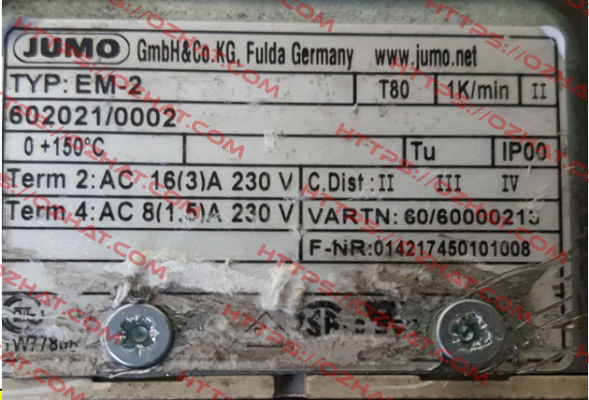 JUMO GmbH&Co.KG, Fulda Germany www.jumo.net
TYP: EM-2 T80 1K/min II
602021/0002
0 +150°C Tu IP00
Term 2: AC 16(3)A 230 V C.Dist : II III IV
Term 4: AC 8(1.5)A 230 V VARTN: 60/60000213
F-NR:014217450101008
HTTPS://OZHAT.COM